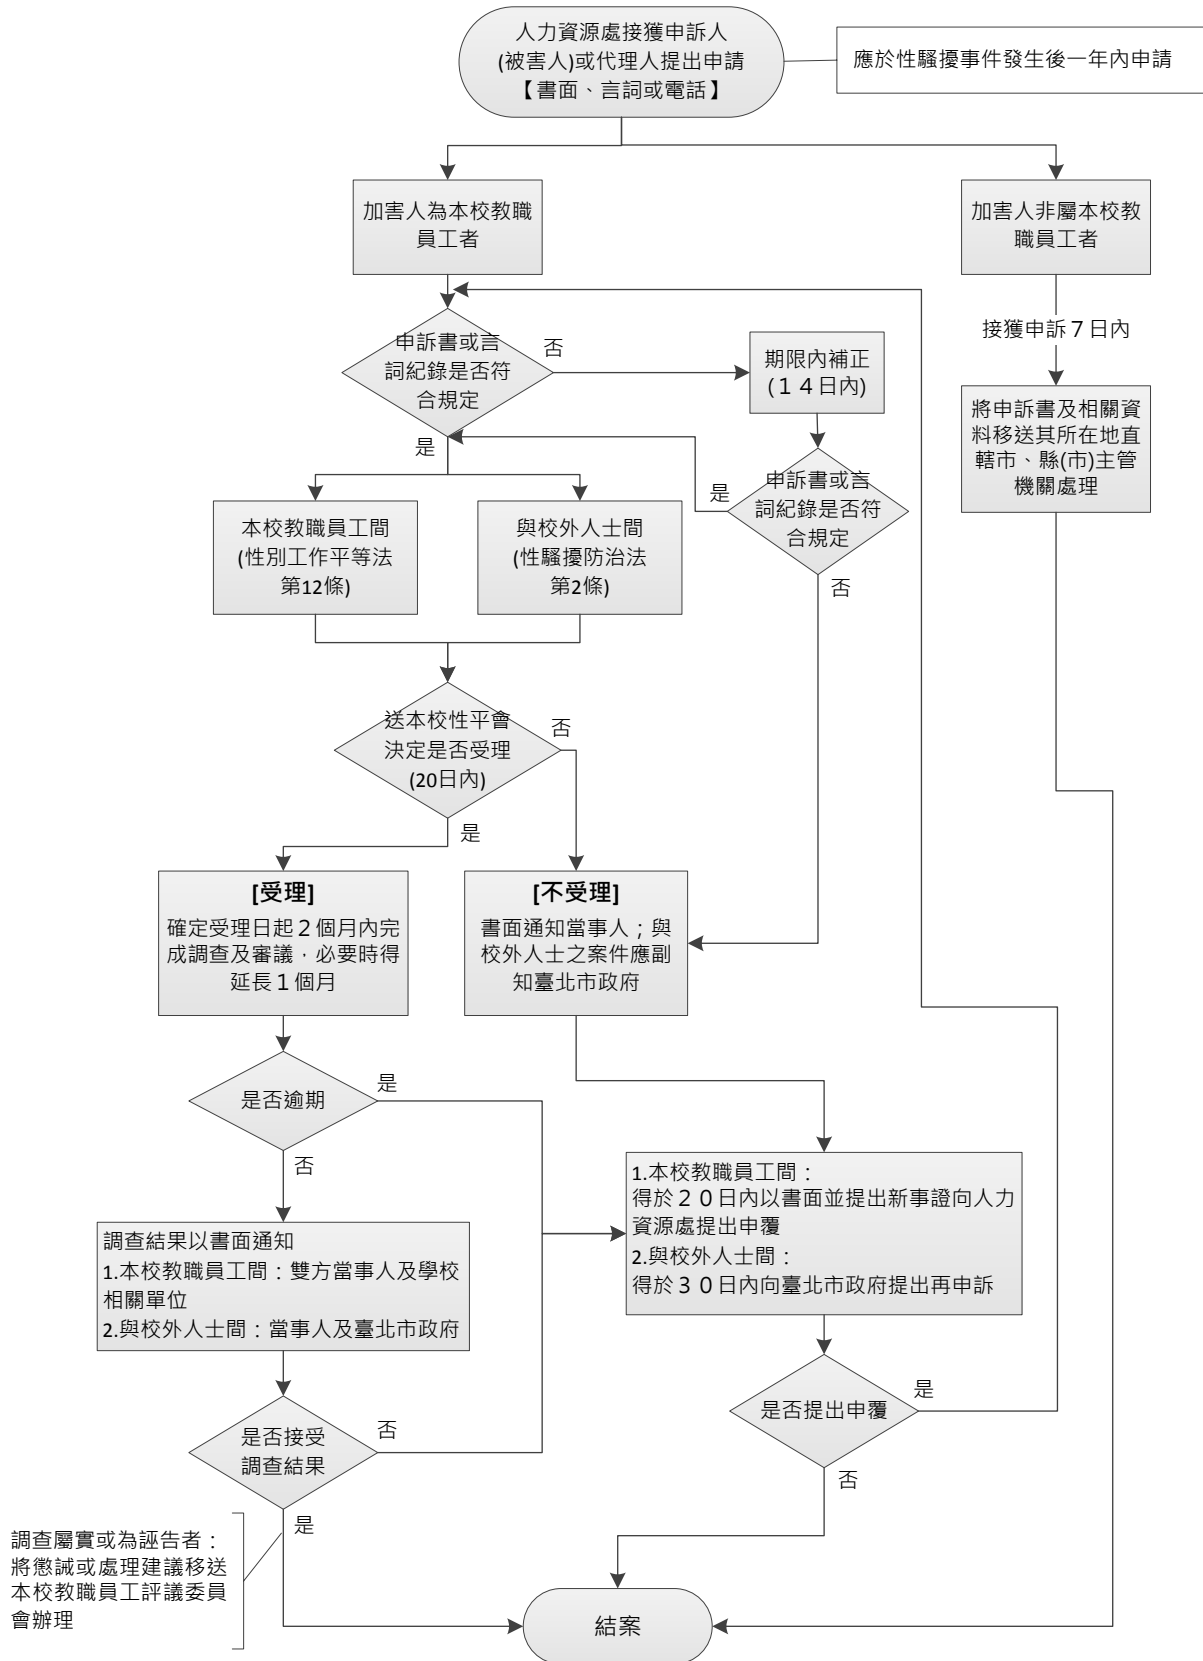 人力資源處接獲申訴人
(被害人)或代理人提出申請
【書面、言詞或電話】
應於性騷擾事件發生後一年內申請
加害人為本校教職
員工者
加害人非屬本校教
職員工者
接獲申訴７日內
申訴書或言
詞紀錄是否符
合規定
否
期限內補正
(１４日內)
將申訴書及相關資
料移送其所在地直
轄市、縣(市)主管
機關處理
是
申訴書或言
詞紀錄是否符
合規定
是
否
本校教職員工間
(性別工作平等法
第12條)
與校外人士間
(性騷擾防治法
第2條)
送本校性平會
決定是否受理
(20日內)
否
是
[受理]
確定受理日起２個月內完
成調查及審議，必要時得
延長１個月
[不受理]
書面通知當事人；與
校外人士之案件應副
知臺北市政府
是否逾期
是
否
1.本校教職員工間：
得於２０日內以書面並提出新事證向人力
資源處提出申覆
2.與校外人士間：
得於３０日內向臺北市政府提出再申訴
調查結果以書面通知
1.本校教職員工間：雙方當事人及學校
相關單位
2.與校外人士間：當事人及臺北市政府
是否提出申覆
是
否
是否接受
調查結果
否
是
調查屬實或為誣告者：
將懲誡或處理建議移送
本校教職員工評議委員
會辦理
結案